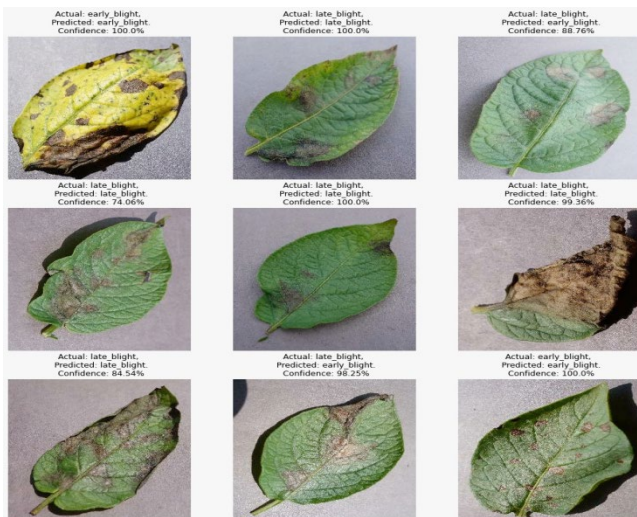 Actual: early_blight,
Predicted: early_blight.
Confidence: 100.0%
Actual: late_blight,
Predicted: late_blight.
Confidence: 100.0%
Actual: late_blight,
Predicted: early_blight.
Confidence: 88.76%
Actual: late_blight,
Predicted: late_blight.
Confidence: 74.06%
Actual: late_blight,
Predicted: late_blight.
Confidence: 100.0%
Actual: late_blight,
Predicted: late_blight.
Confidence: 99.36%
Actual: late_blight,
Predicted: late_blight.
Confidence: 84.54%
Actual: late_blight,
Predicted: early_blight.
Confidence: 98.25%
Actual: early_blight,
Predicted: early_blight.
Confidence: 100.0%